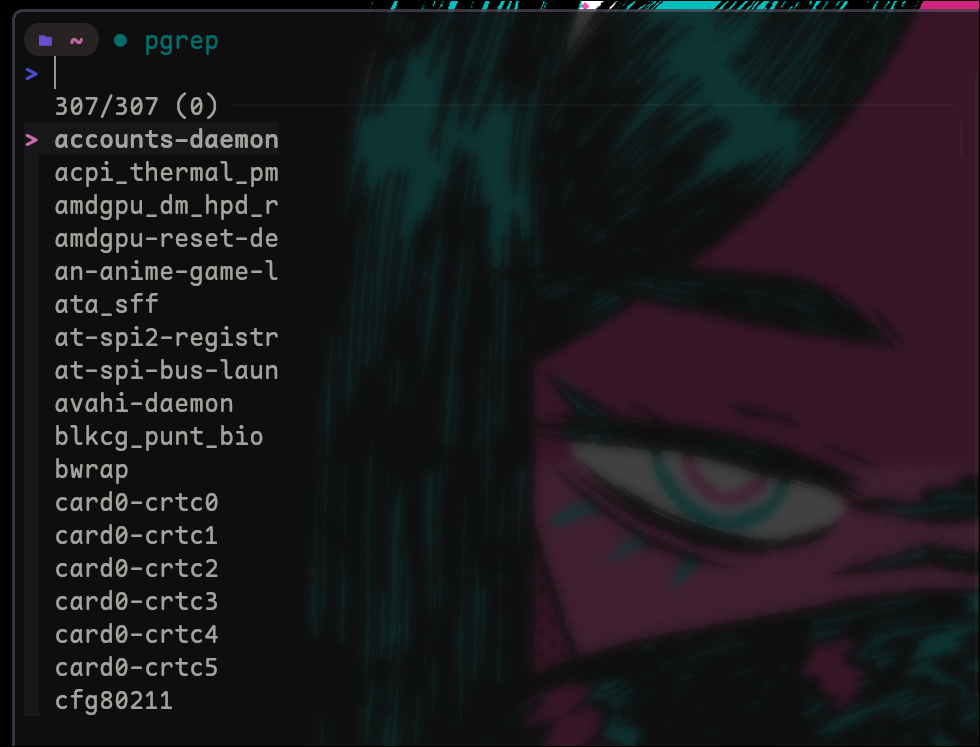 ~ ● pgrep
>
307/307 (0)
> accounts-daemon
acpi_thermal_pm
amdgpu_dm_hpd_r
amdgpu-reset-de
an-anime-game-l
ata_sff
at-spi2-registr
at-spi-bus-laun
avahi-daemon
blkcg_punt_bio
bwrap
card0-crtc0
card0-crtc1
card0-crtc2
card0-crtc3
card0-crtc4
card0-crtc5
cfg80211